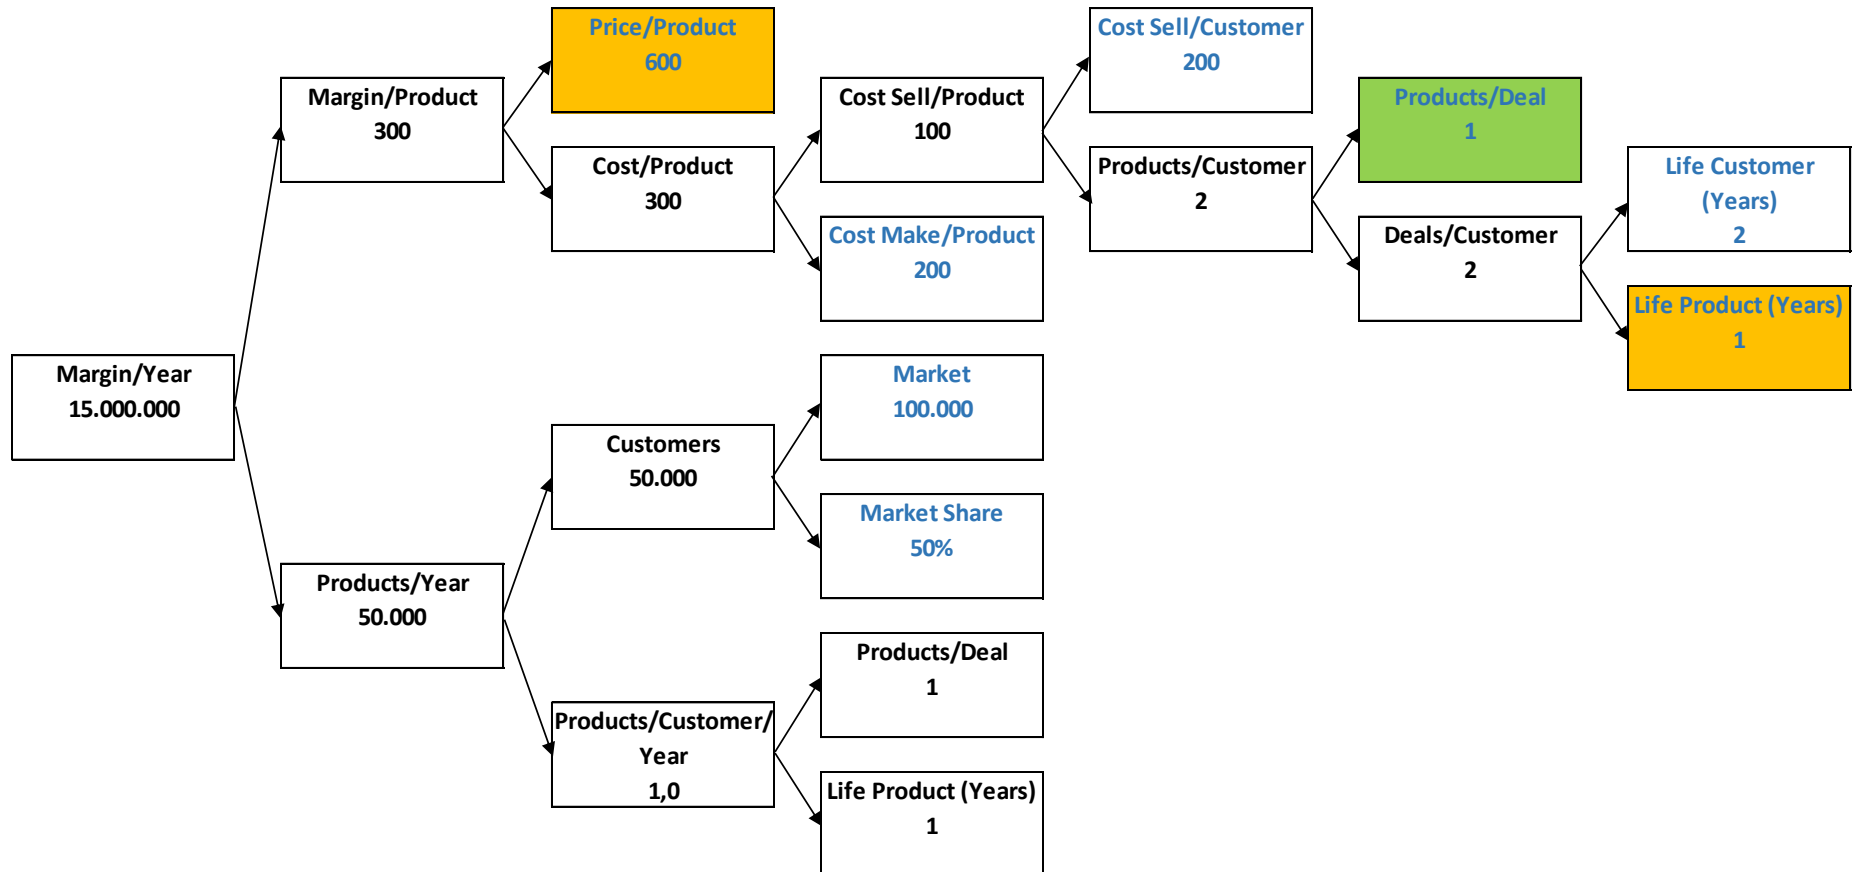 Price/Product
600
Cost Sell/Customer
200
Margin/Product
300
Cost Sell/Product
100
Products/Deal
1
Cost/Product
300
Products/Customer
2
Life Customer
(Years)
2
Cost Make/Product
200
Deals/Customer
2
Life Product (Years)
1
Margin/Year
15.000.000
Market
100.000
Customers
50.000
Market Share
50%
Products/Year
50.000
Products/Deal
1
Products/Customer/
Year
1,0
Life Product (Years)
1